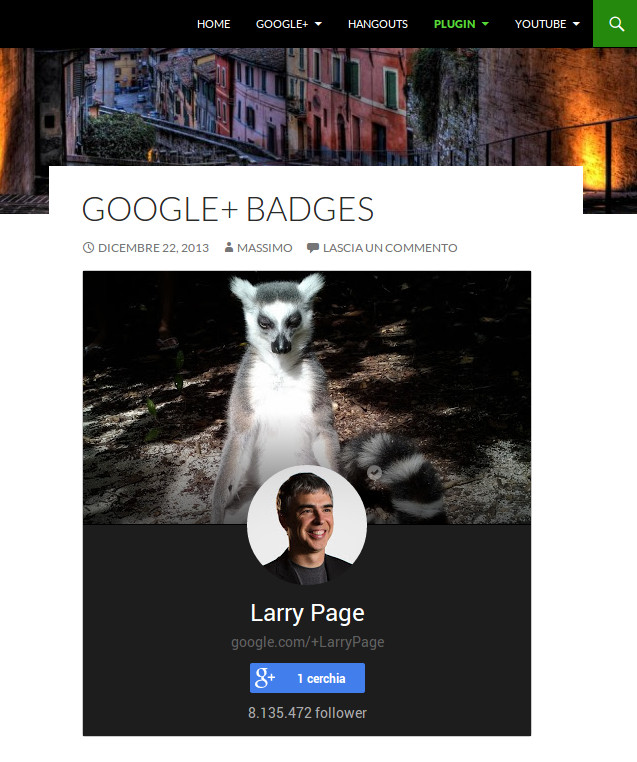 HOME GOOGLE+ HANGOUTS PLUGIN YOUTUBE
GOOGLE+ BADGES
DICEMBRE 22, 2013 MASSIMO LASCIA UN COMMENTO
Larry Page
google.com/+LarryPage
g+ 1 cerchia
8.135.472 follower